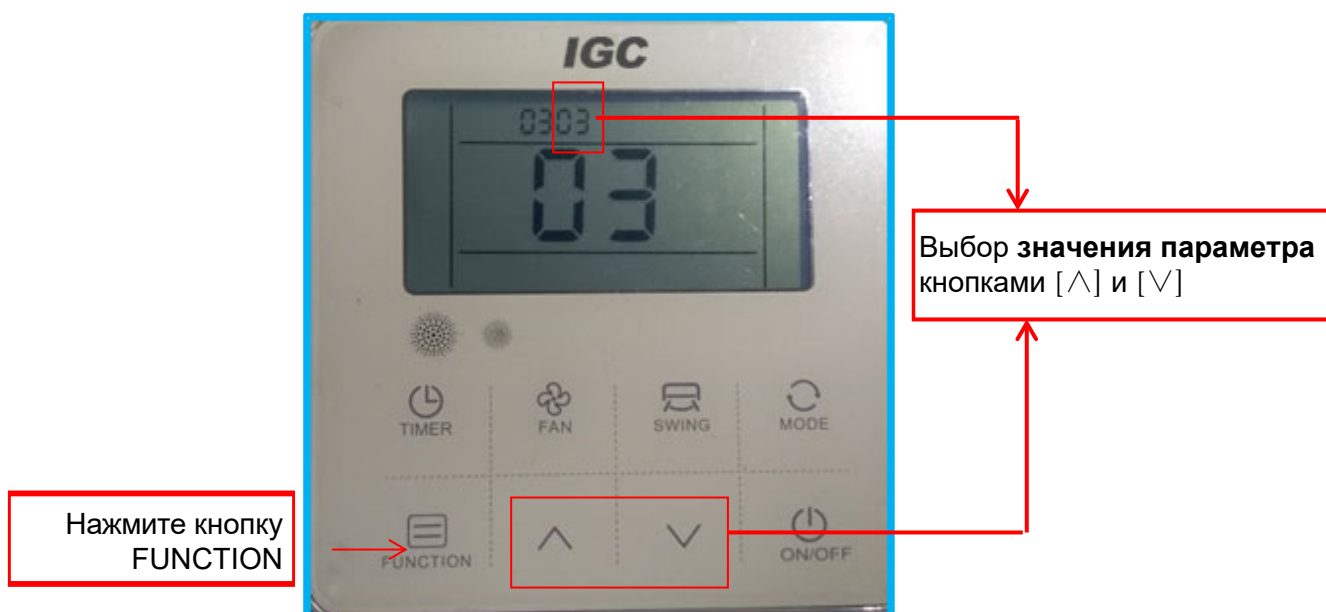 IGC
0303
03
Выбор значения параметра
кнопками [∧] и [∨]
TIMER
FAN
SWING
MODE
Нажмите кнопку
FUNCTION
FUNCTION
ON/OFF